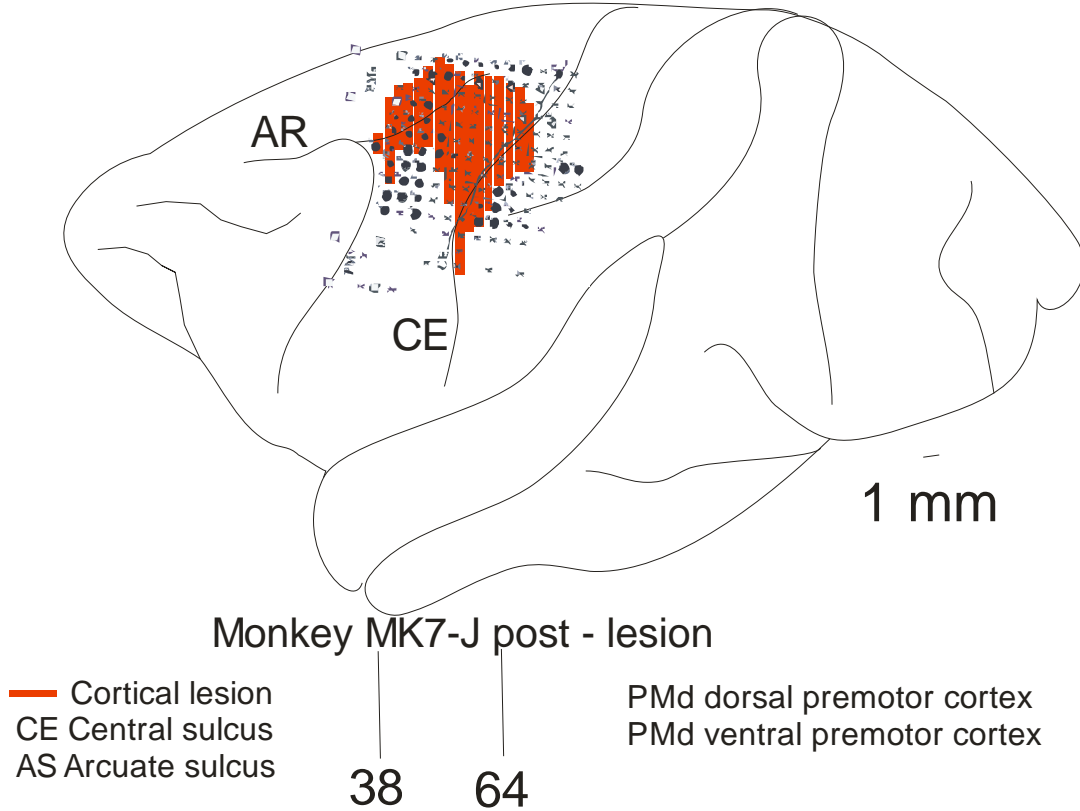 AR
CE
1 mm
Monkey MK7-J post - lesion
Cortical lesion
CE Central sulcus
AS Arcuate sulcus
PMd dorsal premotor cortex
PMd ventral premotor cortex
38 64